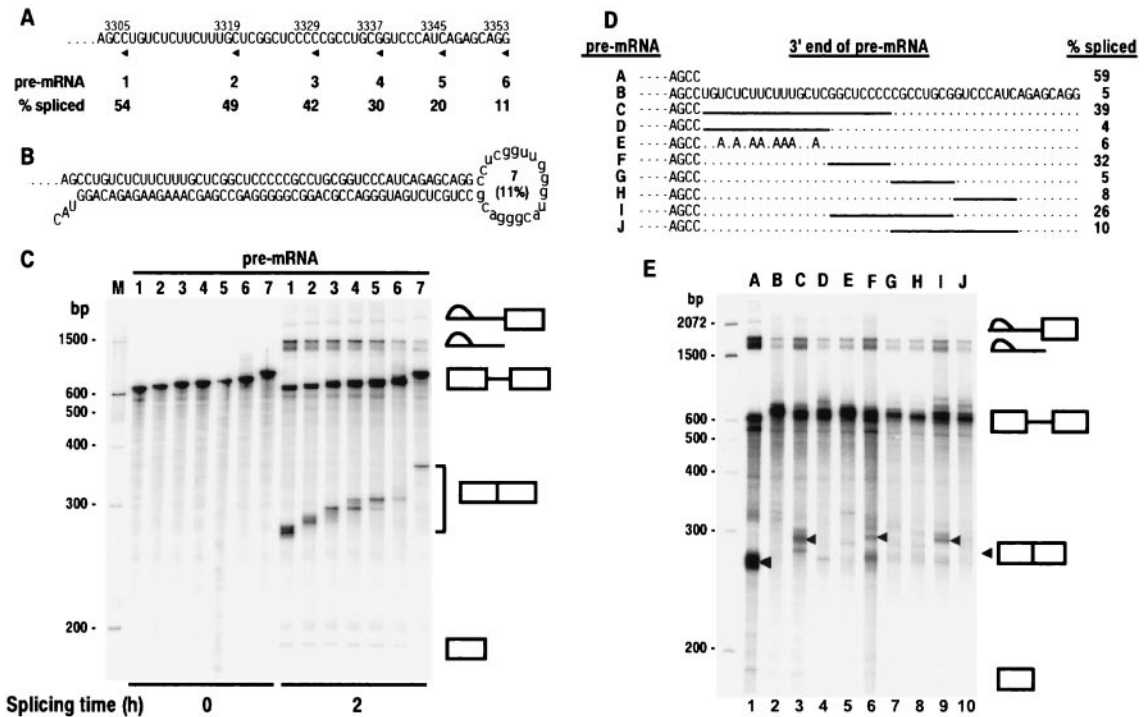 A
3305 3319 3329 3337 3345 3353
....AGCCUGUCUCUUCUUUGCUCGGCUCCCCCGCCUGCGGUCCCAUCAGAGCAGG
pre-mRNA 1 2 3 4 5 6
% spliced 54 49 42 30 20 11
B
....AGCCUGUCUCUUCUUUGCUCGGCUCCCCCGCCUGCGGUCCCAUCAGAGCAGG
7
(11%)
C
pre-mRNA
M 1 2 3 4 5 6 7 1 2 3 4 5 6 7
bp
1500 -
600 -
500 -
400 -
300 -
200 -
Splicing time (h) 0 2
D
pre-mRNA 3' end of pre-mRNA % spliced
A ----AGCC 59
B ----AGCCUGUCUCUUCUUUGCUCGGCUCCCCCGCCUGCGGUCCCAUCAGAGCAGG 5
C ----AGCC 39
D ----AGCC 4
E ----AGCC..A.A.AA.AAA..A 6
F ----AGCC 32
G ----AGCC 5
H ----AGCC 8
I ----AGCC 26
J ----AGCC 10
E
A B C D E F G H I J
bp
2072 -
1500 -
600 -
500 -
400 -
300 -
200 -
1 2 3 4 5 6 7 8 9 10